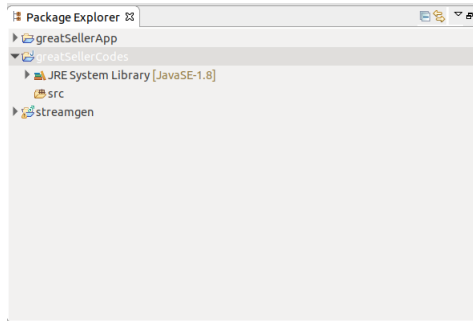 Package Explorer
greatSellerApp
greatSellerCodes
JRE System Library [JavaSE-1.8]
src
streamgen